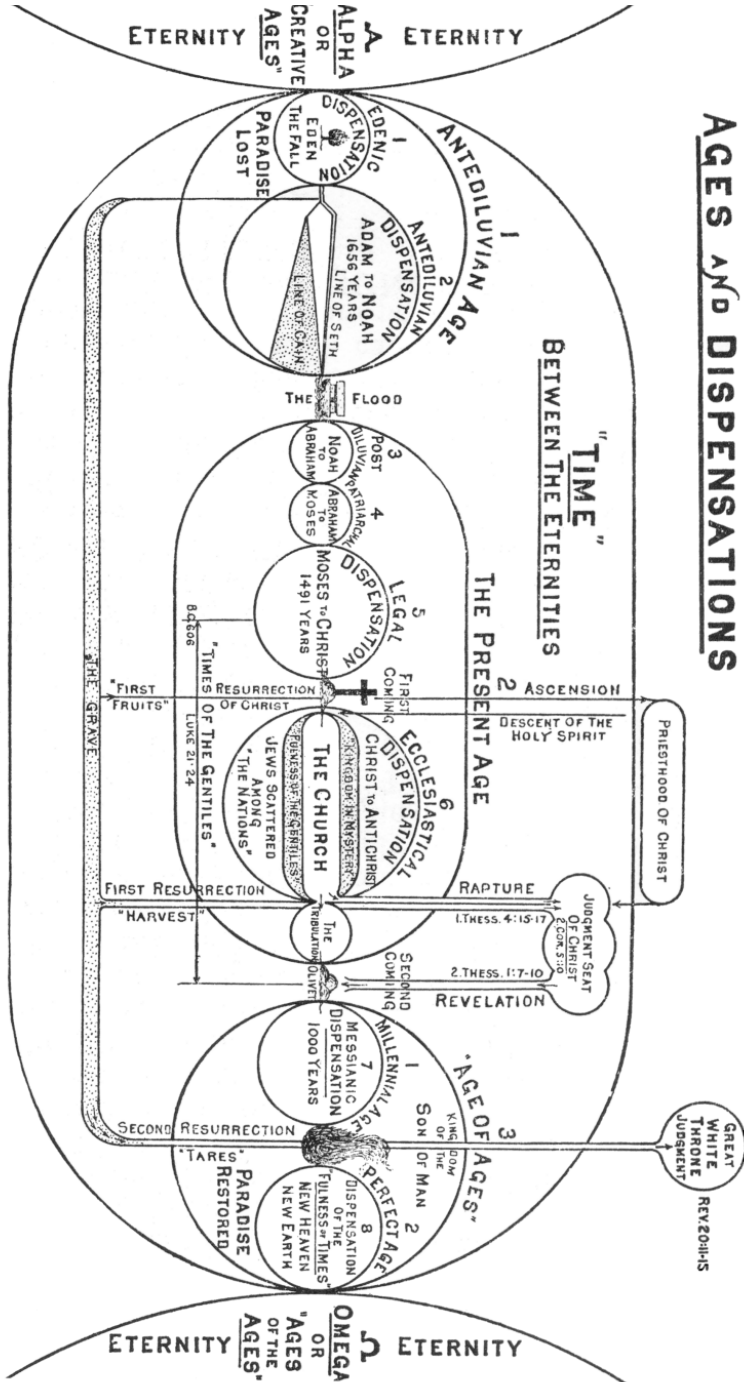 AGES AND DISPENSATIONS
"TIME"
BETWEEN THE ETERNITIES
ETERNITY
ETERNITY
A
ALPHA
OR
CREATIVE
AGES"
1
ANTEDILUVIAN AGE
1
EDENIC
DISPENSATION
EDEN
THE FALL
PARADISE
LOST
2
ANTEDILUVIAN
DISPENSATION
ADAM TO NOAH
1656 YEARS
LINE OF SETH
LINE OF CAIN
THE FLOOD
2
THE PRESENT AGE
3
POST
DILUVIAN
NOAH
TO
ABRAHAM
4
PATRIARCHAL
ABRAHAM
TO
MOSES
5
LEGAL
DISPENSATION
MOSES TO CHRIST
1491 YEARS
FIRST
COMING
ASCENSION
DESCENT OF THE
HOLY SPIRIT
PRIESTHOOD OF CHRIST
"FIRST
FRUITS"
RESURRECTION
OF CHRIST
6
ECCLESIASTICAL
DISPENSATION
CHRIST TO ANTICHRIST
"KINGDOM IN MYSTERY"
THE CHURCH
"FULNESS OF THE GENTILES"
JEWS SCATTERED
AMONG
"THE NATIONS"
B.C. 606
"TIMES OF THE GENTILES"
LUKE 21-24
RAPTURE
1. THESS. 4:15-17
JUDGMENT SEAT
OF CHRIST
2. COR. 5:10
FIRST RESURRECTION
"HARVEST"
THE
TRIBULATION
OLIVET
SECOND
COMING
2. THESS. 1:7-10
REVELATION
3
"AGE OF AGES"
KINGDOM
OF THE
SON OF MAN
1
MILLENNIAL AGE
7
MESSIANIC
DISPENSATION
1000 YEARS
2
PERFECT AGE
8
DISPENSATION
OF THE
"FULNESS OF TIMES"
NEW HEAVEN
NEW EARTH
PARADISE
RESTORED
SECOND RESURRECTION
"TARES"
GREAT
WHITE
THRONE
JUDGMENT
REV. 20:11-15
"THE GRAVE"
ETERNITY
ETERNITY
Ω
OMEGA
OR
"AGES
OF THE
AGES"